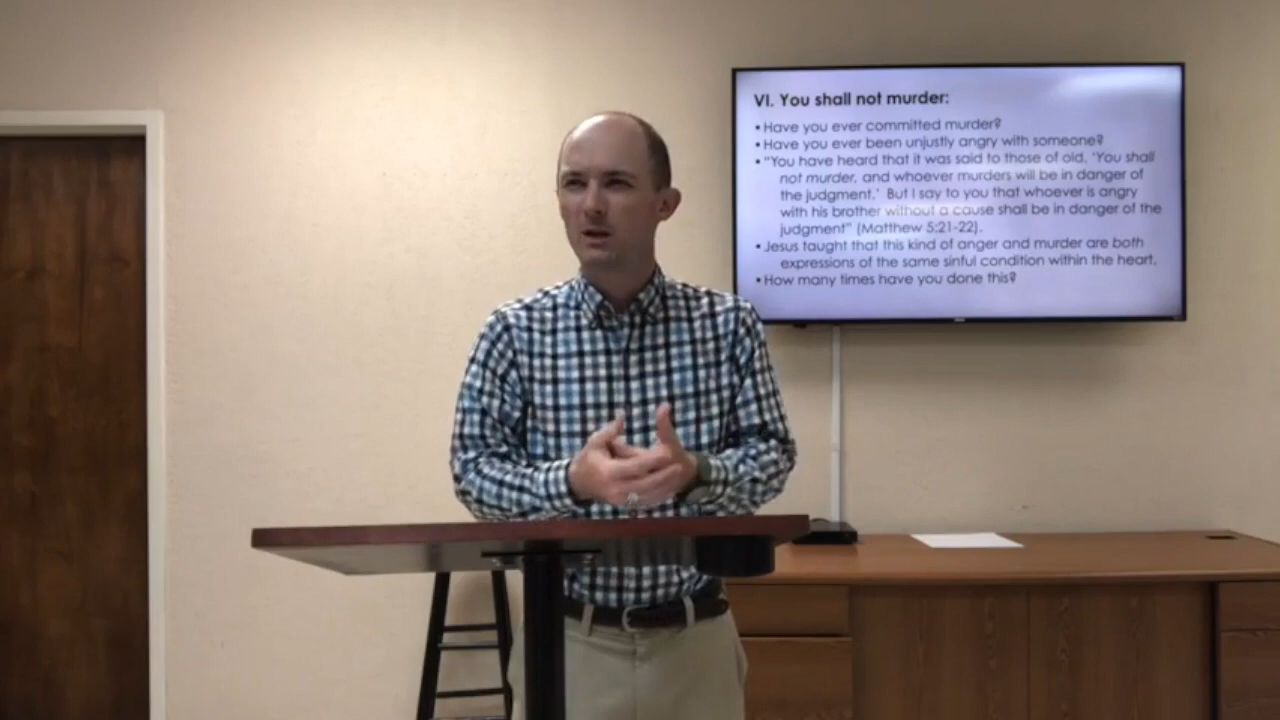 VI. You shall not murder:
• Have you ever committed murder?
• Have you ever been unjustly angry with someone?
• “You have heard that it was said to those of old, ‘You shall
not murder, and whoever murders will be in danger of
the judgment.’ But I say to you that whoever is angry
with his brother without a cause shall be in danger of the
judgment” (Matthew 5:21-22).
• Jesus taught that this kind of anger and murder are both
expressions of the same sinful condition within the heart.
• How many times have you done this?